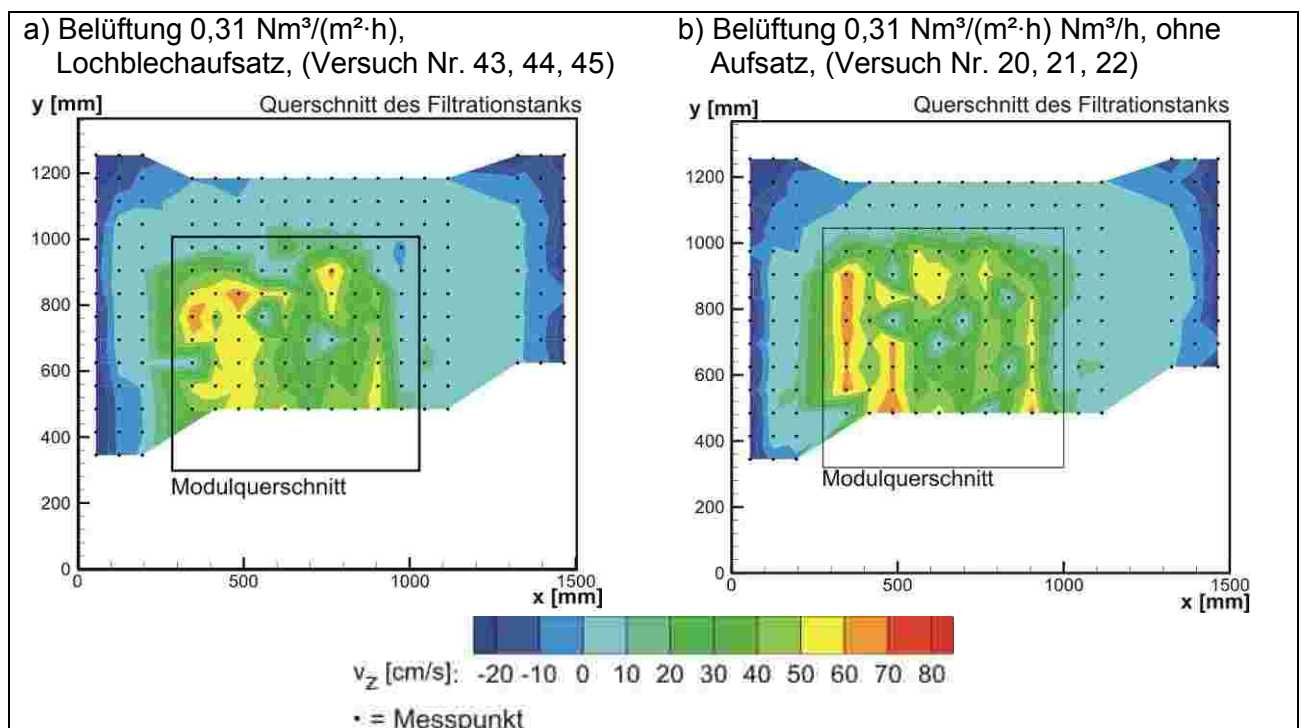 a) Belüftung 0,31 Nm³/(m²·h),
Lochblechaufsatz, (Versuch Nr. 43, 44, 45)
y [mm]
Querschnitt des Filtrationstanks
1200
1000
800
600
400
200
0
Modulquerschnitt
0
500
1000
1500
x [mm]
b) Belüftung 0,31 Nm³/(m²·h) Nm³/h, ohne
Aufsatz, (Versuch Nr. 20, 21, 22)
y [mm]
Querschnitt des Filtrationstanks
1200
1000
800
600
400
200
0
Modulquerschnitt
0
500
1000
1500
x [mm]
vz [cm/s]: -20 -10 0 10 20 30 40 50 60 70 80
• = Messpunkt